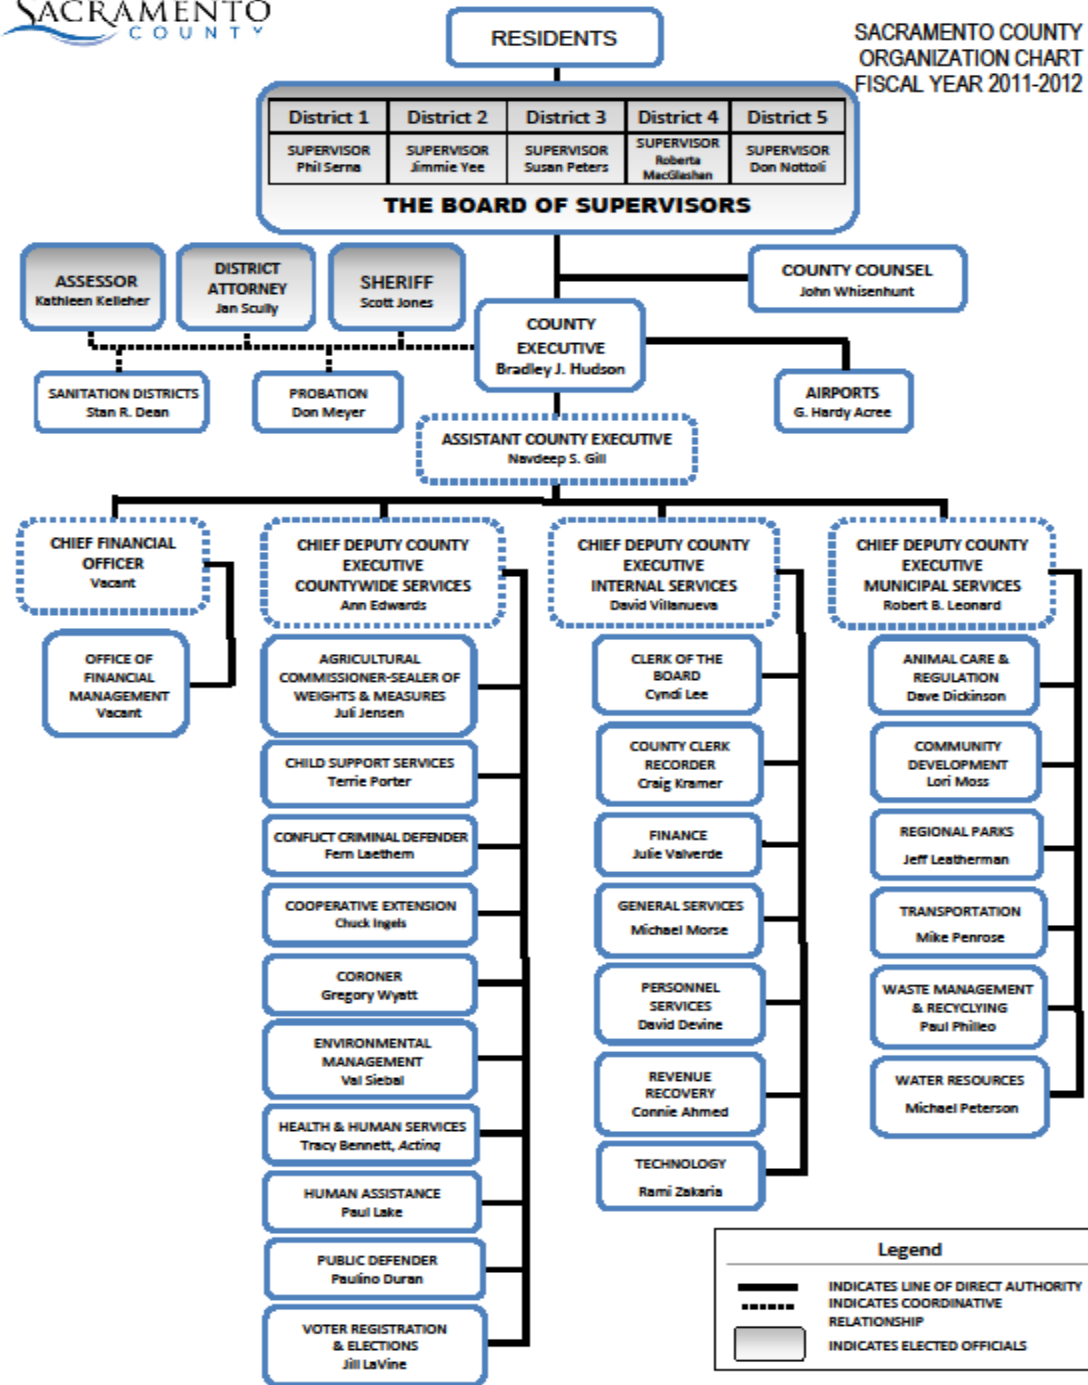 SACRAMENTO
COUNTY
SACRAMENTO COUNTY
ORGANIZATION CHART
FISCAL YEAR 2011-2012
RESIDENTS
District 1
District 2
District 3
District 4
District 5
SUPERVISOR
Phil Serna
SUPERVISOR
Jimmie Yee
SUPERVISOR
Susan Peters
SUPERVISOR
Roberta
MacGlashan
SUPERVISOR
Don Nottoli
THE BOARD OF SUPERVISORS
ASSESSOR
Kathleen Kelleher
DISTRICT
ATTORNEY
Jan Scully
SHERIFF
Scott Jones
COUNTY COUNSEL
John Whisenhunt
COUNTY
EXECUTIVE
Bradley J. Hudson
SANITATION DISTRICTS
Stan R. Dean
PROBATION
Don Meyer
AIRPORTS
G. Hardy Acree
ASSISTANT COUNTY EXECUTIVE
Navdeep S. Gill
CHIEF FINANCIAL
OFFICER
Vacant
OFFICE OF
FINANCIAL
MANAGEMENT
Vacant
CHIEF DEPUTY COUNTY
EXECUTIVE
COUNTYWIDE SERVICES
Ann Edwards
AGRICULTURAL
COMMISSIONER-SEALER OF
WEIGHTS & MEASURES
Juli Jensen
CHILD SUPPORT SERVICES
Terrie Porter
CONFLICT CRIMINAL DEFENDER
Fern Laethem
COOPERATIVE EXTENSION
Chuck Ingels
CORONER
Gregory Wyatt
ENVIRONMENTAL
MANAGEMENT
Val Siebal
HEALTH & HUMAN SERVICES
Tracy Bennett, Acting
HUMAN ASSISTANCE
Paul Lake
PUBLIC DEFENDER
Paulino Duran
VOTER REGISTRATION
& ELECTIONS
Jill LaVine
CHIEF DEPUTY COUNTY
EXECUTIVE
INTERNAL SERVICES
David Villanueva
CLERK OF THE
BOARD
Cyndi Lee
COUNTY CLERK
RECORDER
Craig Kramer
FINANCE
Julie Valverde
GENERAL SERVICES
Michael Morse
PERSONNEL
SERVICES
David Devine
REVENUE
RECOVERY
Connie Ahmed
TECHNOLOGY
Rami Zakaria
CHIEF DEPUTY COUNTY
EXECUTIVE
MUNICIPAL SERVICES
Robert B. Leonard
ANIMAL CARE &
REGULATION
Dave Dickinson
COMMUNITY
DEVELOPMENT
Lori Moss
REGIONAL PARKS
Jeff Leatherman
TRANSPORTATION
Mike Penrose
WASTE MANAGEMENT
& RECYCLYING
Paul Philleo
WATER RESOURCES
Michael Peterson
Legend
INDICATES LINE OF DIRECT AUTHORITY
INDICATES COORDINATIVE
RELATIONSHIP
INDICATES ELECTED OFFICIALS